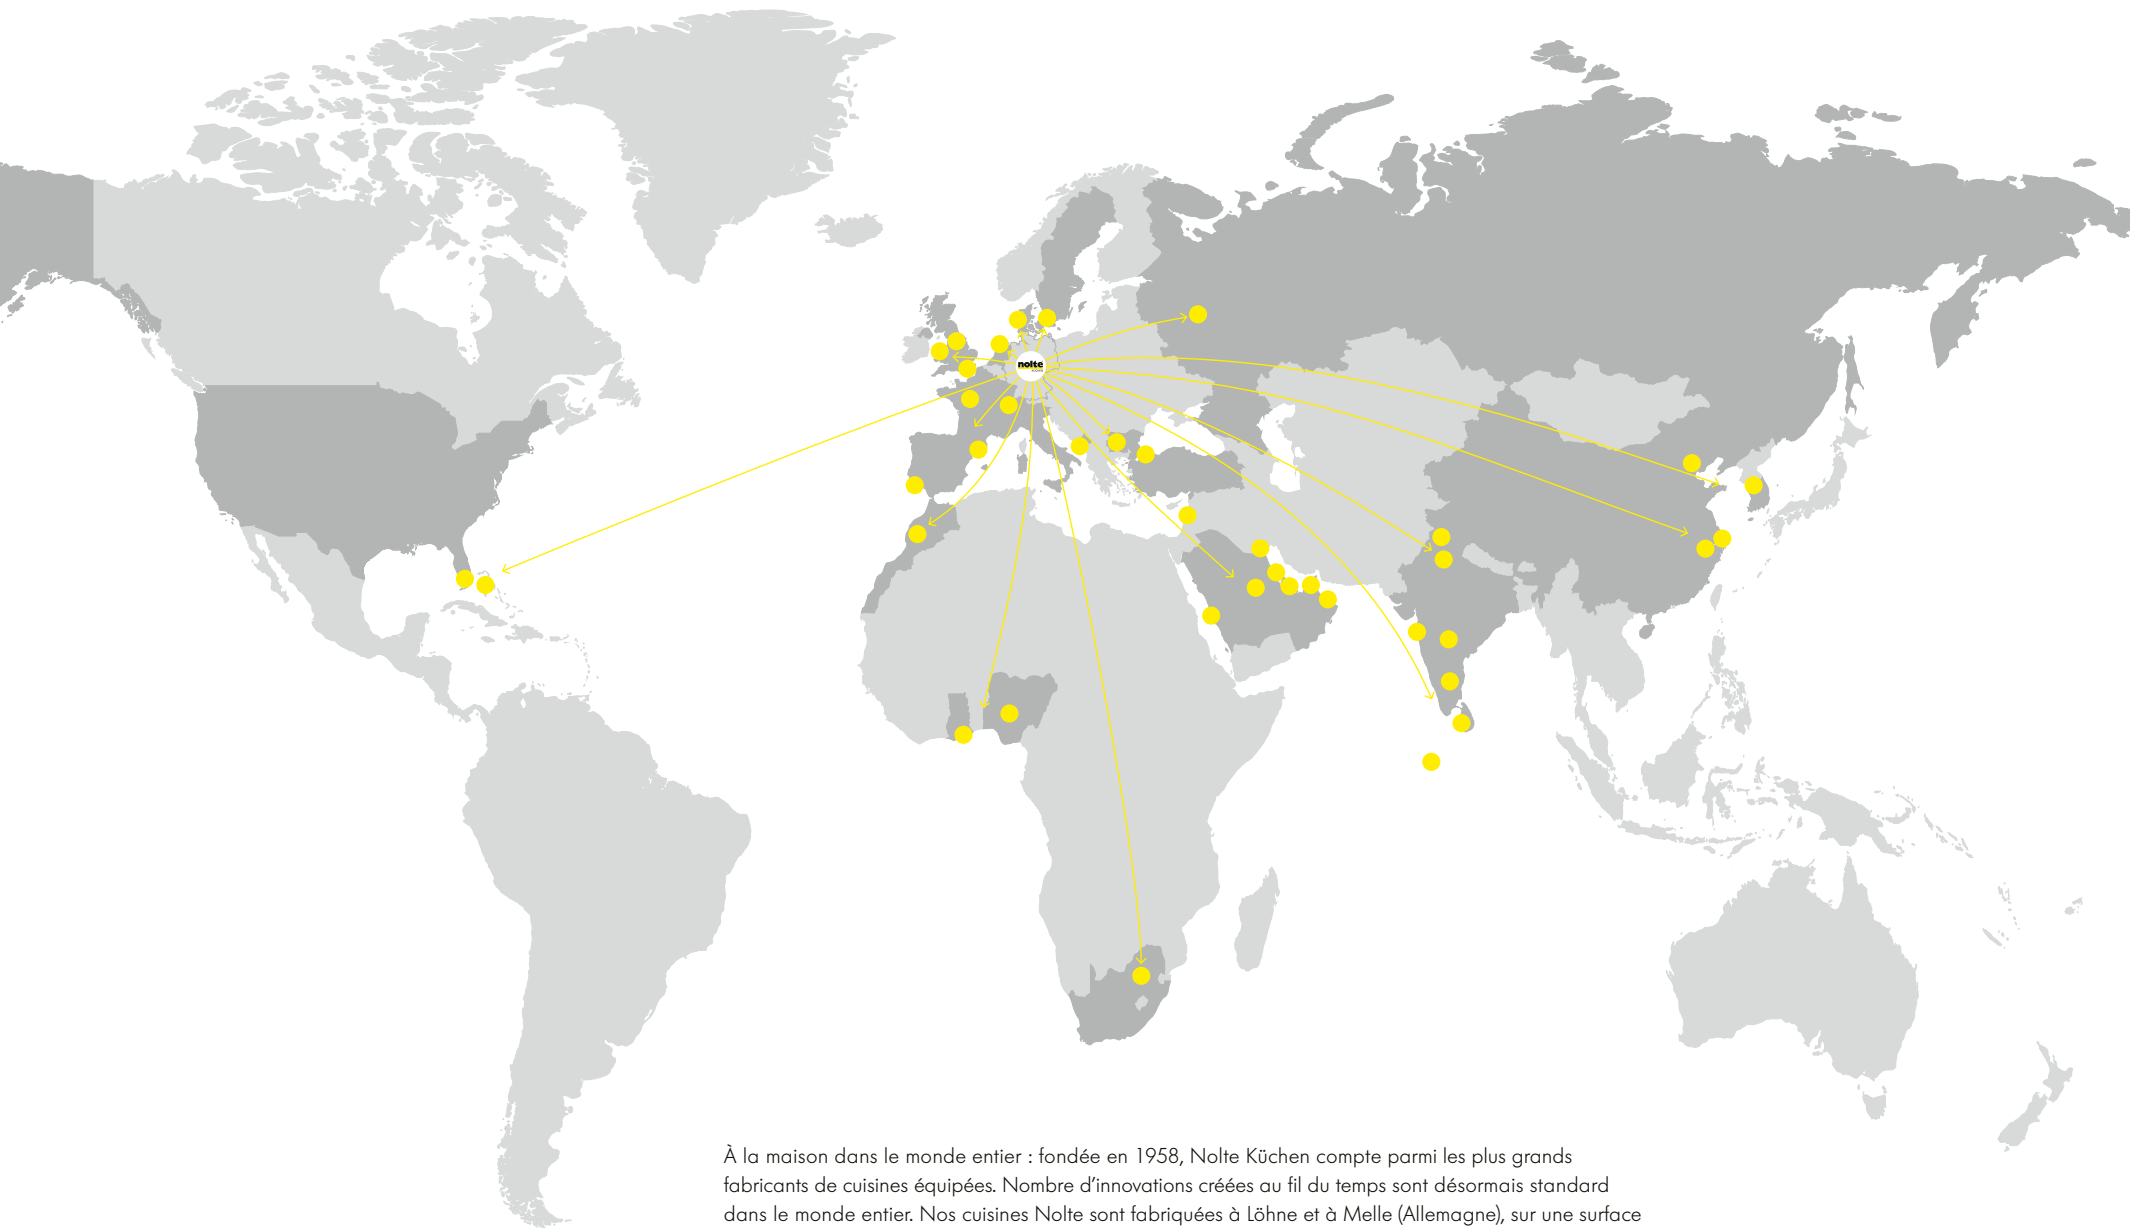 nolte
À la maison dans le monde entier : fondée en 1958, Nolte Küchen compte parmi les plus grands
fabricants de cuisines équipées. Nombre d’innovations créées au fil du temps sont désormais standard
dans le monde entier. Nos cuisines Nolte sont fabriquées à Löhne et à Melle (Allemagne), sur une surface